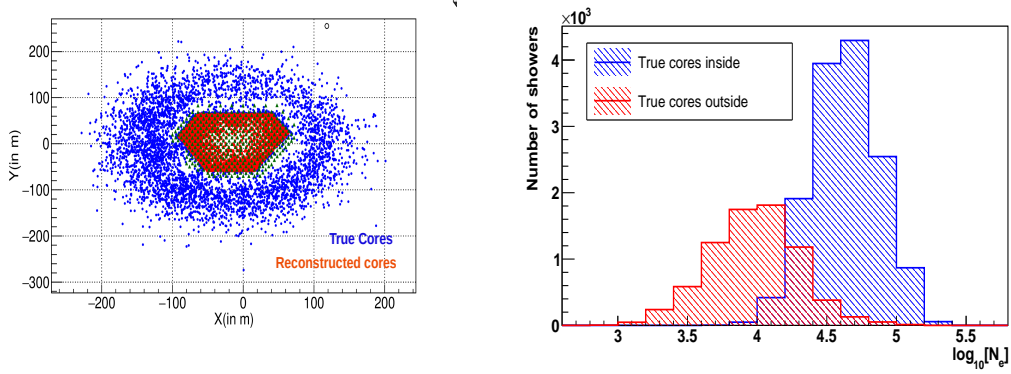 200
100
0
−100
−200
−300
Y(in m)
−200 −100 0 100 200
X(in m)
True Cores
Reconstructed cores
×10³
4
3
2
1
0
Number of showers
True cores inside
True cores outside
3 3.5 4 4.5 5 5.5
log₁₀[Nₑ]